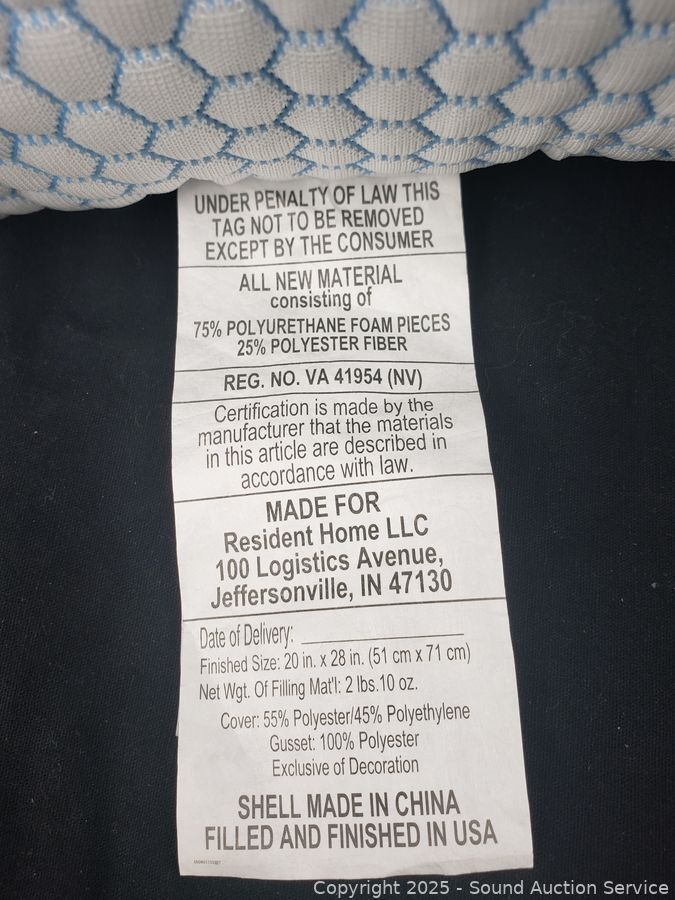 UNDER PENALTY OF LAW THIS
TAG NOT TO BE REMOVED
EXCEPT BY THE CONSUMER
ALL NEW MATERIAL
consisting of
75% POLYURETHANE FOAM PIECES
25% POLYESTER FIBER
REG. NO. VA 41954 (NV)
Certification is made by the
manufacturer that the materials
in this article are described in
accordance with law.
MADE FOR
Resident Home LLC
100 Logistics Avenue,
Jeffersonville, IN 47130
Date of Delivery: 
Finished Size: 20 in. x 28 in. (51 cm x 71 cm)
Net Wgt. Of Filling Mat'l: 2 lbs.10 oz.
Cover: 55% Polyester/45% Polyethylene
Gusset: 100% Polyester
Exclusive of Decoration
SHELL MADE IN CHINA
FILLED AND FINISHED IN USA
Copyright 2025 - Sound Auction Service